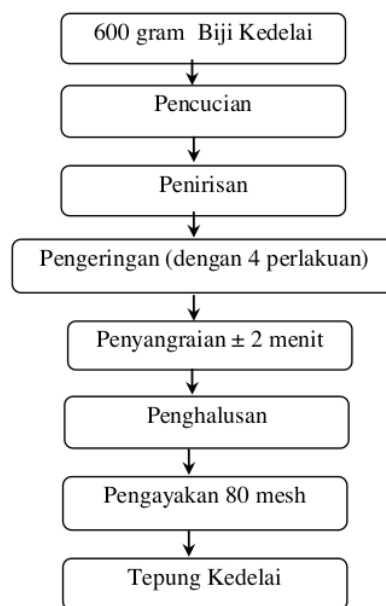 600 gram Biji Kedelai
Pencucian
Penirisan
Pengeringan (dengan 4 perlakuan)
Penyangraian ± 2 menit
Penghalusan
Pengayakan 80 mesh
Tepung Kedelai